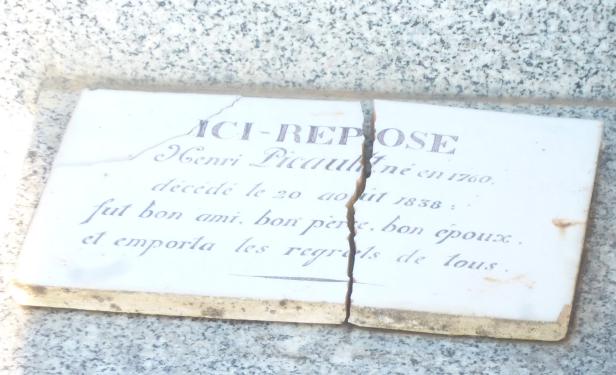 ICI-REPOSE
Henri Picault né en 1760.
décédé le 20 août 1838:
fut bon ami, bon père, bon époux.
et emporta les regrets de tous.